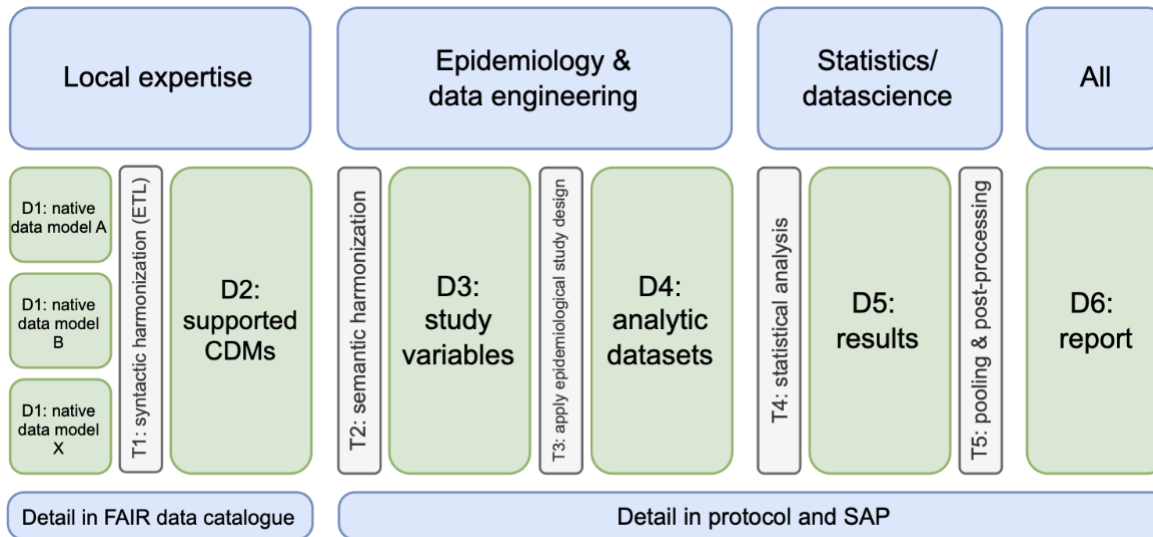 Local expertise
Epidemiology &
data engineering
Statistics/
datascience
All
D1: native
data model A
D1: native
data model
B
D1: native
data model
X
T1: syntactic harmonization (ETL)
D2:
supported
CDMs
T2: semantic harmonization
D3:
study
variables
T3: apply epidemiological study design
D4:
analytic
datasets
T4: statistical analysis
D5:
results
T5: pooling & post-processing
D6:
report
Detail in FAIR data catalogue
Detail in protocol and SAP